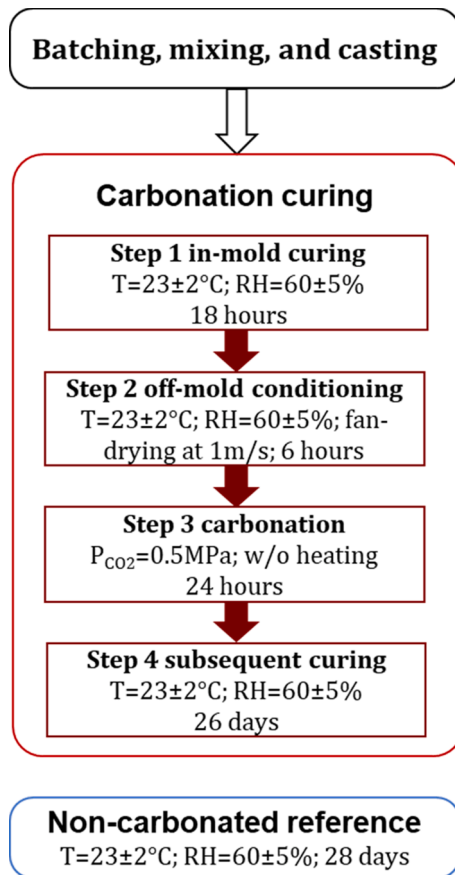 Batching, mixing, and casting
Carbonation curing
Step 1 in-mold curing
T=23±2°C; RH=60±5%
18 hours
Step 2 off-mold conditioning
T=23±2°C; RH=60±5%; fan-
drying at 1m/s; 6 hours
Step 3 carbonation
P_CO2=0.5MPa; w/o heating
24 hours
Step 4 subsequent curing
T=23±2°C; RH=60±5%
26 days
Non-carbonated reference
T=23±2°C; RH=60±5%; 28 days